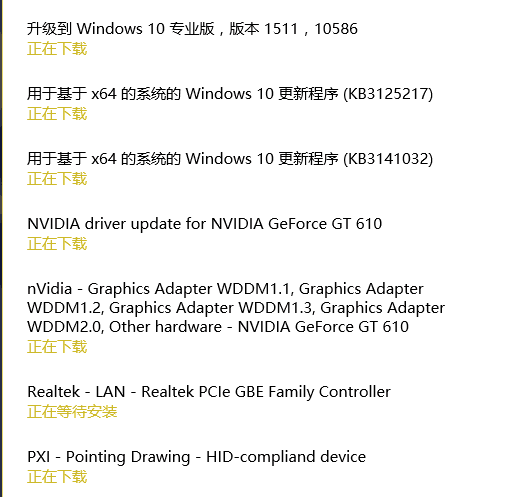 升级到 Windows 10 专业版，版本 1511，10586
正在下载
用于基于 x64 的系统的 Windows 10 更新程序 (KB3125217)
正在下载
用于基于 x64 的系统的 Windows 10 更新程序 (KB3141032)
正在下载
NVIDIA driver update for NVIDIA GeForce GT 610
正在下载
nVidia - Graphics Adapter WDDM1.1, Graphics Adapter
WDDM1.2, Graphics Adapter WDDM1.3, Graphics Adapter
WDDM2.0, Other hardware - NVIDIA GeForce GT 610
正在下载
Realtek - LAN - Realtek PCIe GBE Family Controller
正在等待安装
PXI - Pointing Drawing - HID-compliand device
正在下载